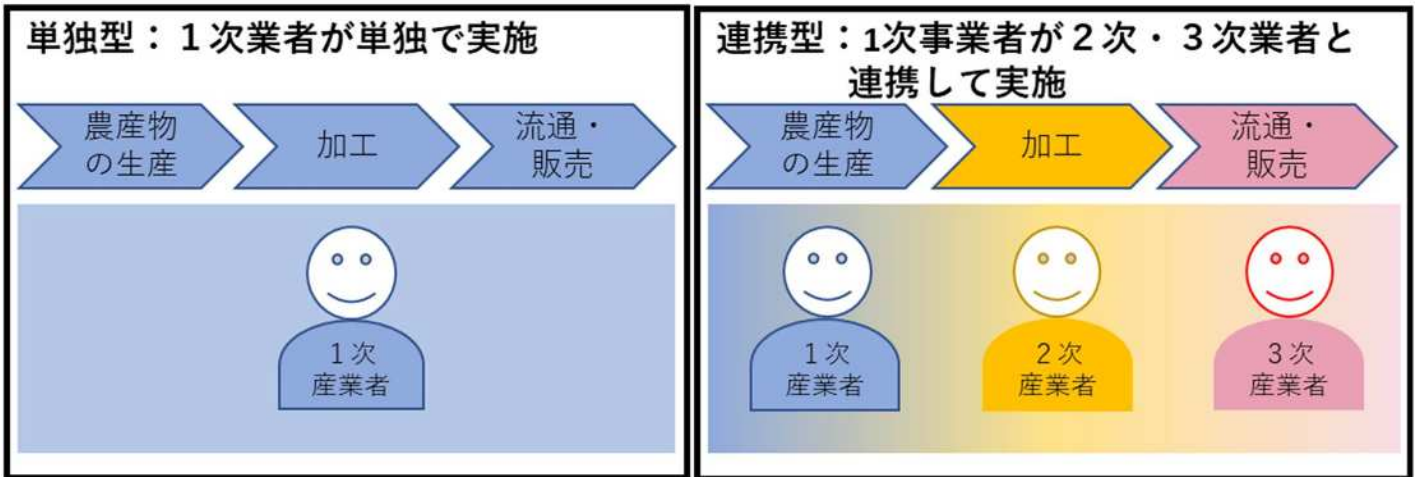 単独型：１次業者が単独で実施
農産物
の生産
加工
流通・
販売
１次
産業者
連携型：1次事業者が２次・３次業者と
連携して実施
農産物
の生産
加工
流通・
販売
１次
産業者
２次
産業者
３次
産業者